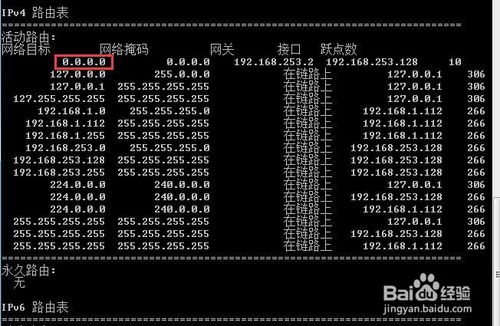 IPv4 路由表
===========================================================================
活动路由:
网络目标 网络掩码 网关 接口 跃点数
0.0.0.0 0.0.0.0 192.168.253.2 192.168.253.128 10
127.0.0.0 255.0.0.0 在链路上 127.0.0.1 306
127.0.0.1 255.255.255.255 在链路上 127.0.0.1 306
127.255.255.255 255.255.255.255 在链路上 127.0.0.1 306
192.168.1.0 255.255.255.0 在链路上 192.168.1.112 266
192.168.1.112 255.255.255.255 在链路上 192.168.1.112 266
192.168.1.255 255.255.255.255 在链路上 192.168.1.112 266
192.168.253.0 255.255.255.0 在链路上 192.168.253.128 266
192.168.253.128 255.255.255.255 在链路上 192.168.253.128 266
192.168.253.255 255.255.255.255 在链路上 192.168.253.128 266
224.0.0.0 240.0.0.0 在链路上 127.0.0.1 306
224.0.0.0 240.0.0.0 在链路上 192.168.253.128 266
224.0.0.0 240.0.0.0 在链路上 192.168.1.112 266
255.255.255.255 255.255.255.255 在链路上 127.0.0.1 306
255.255.255.255 255.255.255.255 在链路上 192.168.253.128 266
255.255.255.255 255.255.255.255 在链路上 192.168.1.112 266
===========================================================================
永久路由:
无
IPv6 路由表
===========================================================================
Baidu 经验
jingyan.baidu.com